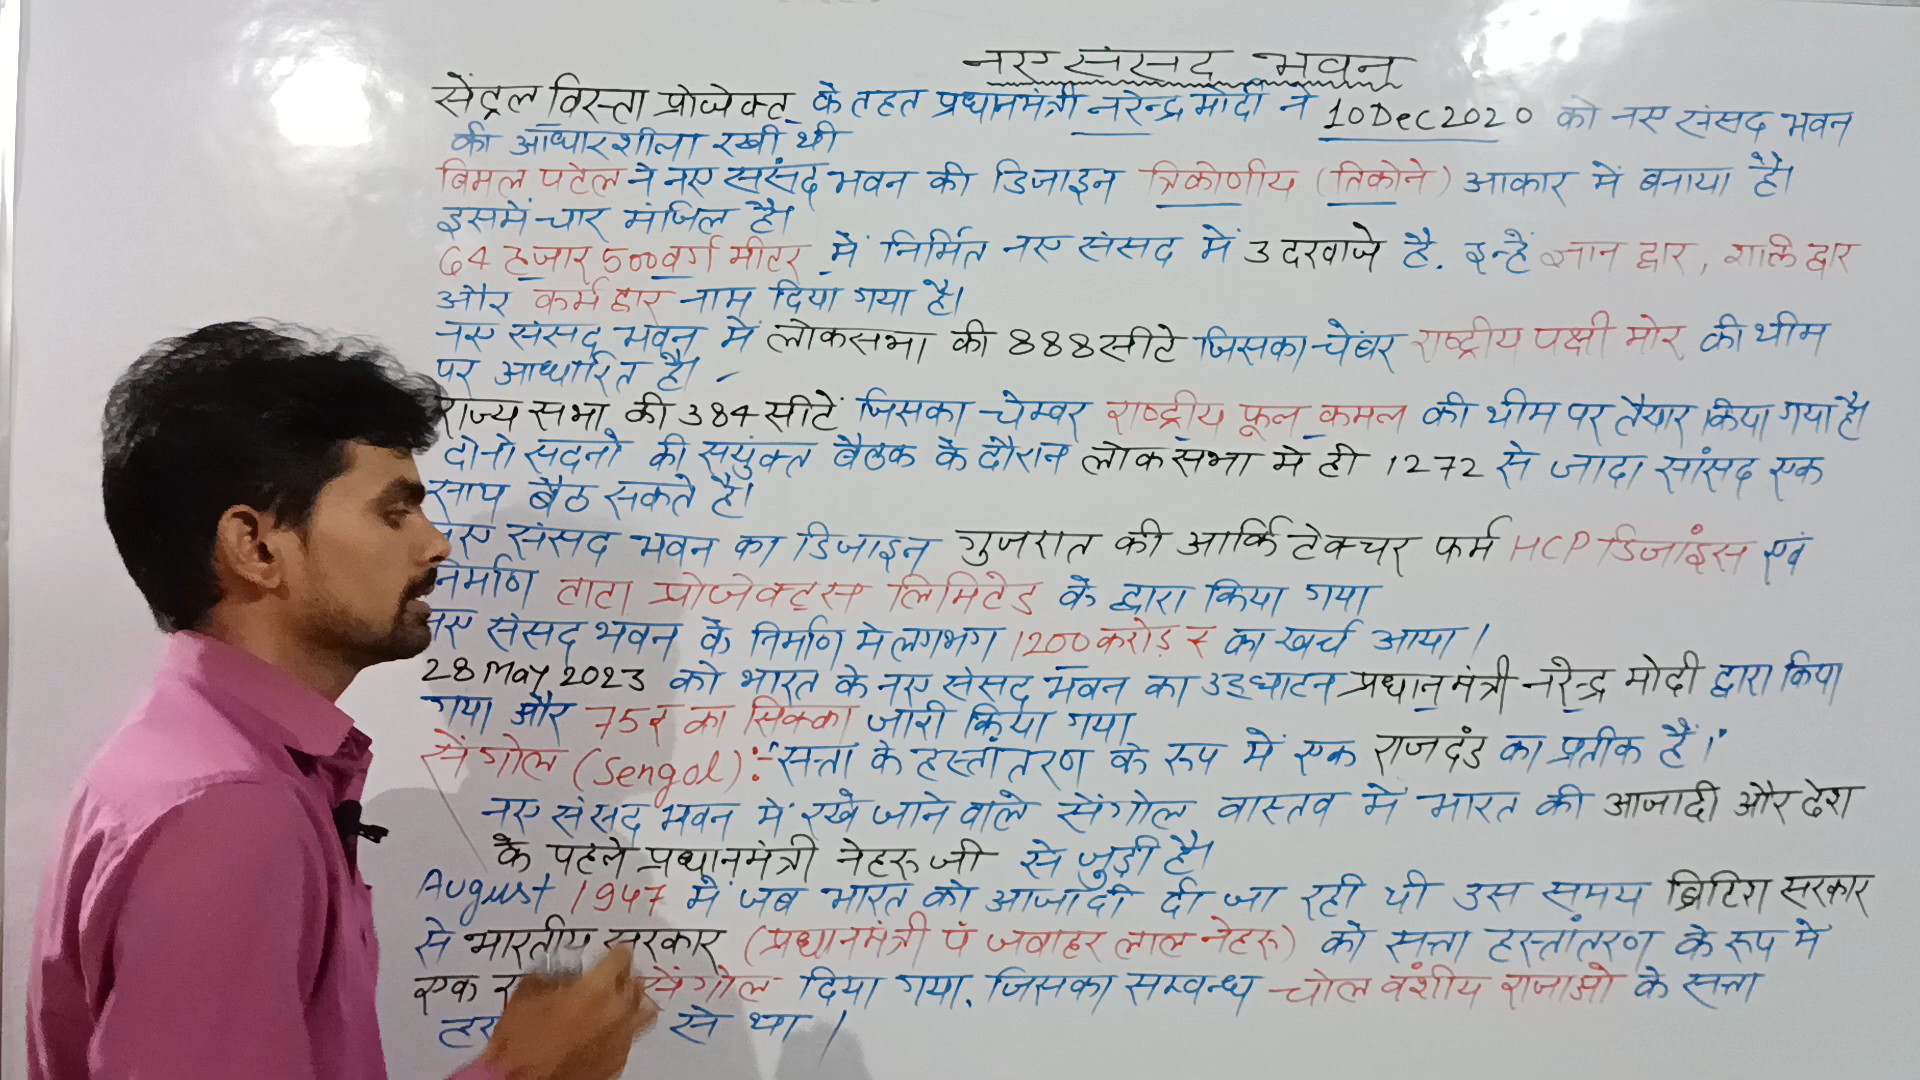 नए संसद भवन
सेंट्रल विस्ता प्रोजेक्ट के तहत प्रधानमंत्री नरेन्द्र मोदी ने 10 Dec 2020 को नए संसद भवन
की आधारशीला रखी थी
बिमल पटेल ने नए संसंद भवन की डिजाइन त्रिकोणीय (तिकोने) आकार में बनाया है।
इसमें चार मंजिल है।
64 हजार 500 वर्ग मीटर में निर्मित नए संसद में 3 दरवाजे है. इन्हें ज्ञान द्वार, शक्ति द्वार
और कर्म द्वार नाम दिया गया है।
नए संसद भवन में लोकसभा की 888 सीटे जिसका चेंबर राष्ट्रीय पक्षी मोर की थीम
पर आधारित है।
राज्य सभा की 384 सीटें जिसका चेम्बर राष्ट्रीय फूल कमल की थीम पर तैयार किया गया है।
दोनो सदनो की सयुंक्त बैठक के दौरान लोकसभा मे ही 1272 से जादा सांसद एक
साथ बैठ सकते है।
नए संसद भवन का डिजाइन गुजरात की आर्किटेक्चर फर्म HCP डिजाइंस एवं
निर्माण टाटा प्रोजेक्ट्स लिमिटेड के द्वारा किया गया
नए संसद भवन के निर्माण मे लगभग 1200 करोड़ ₹ का खर्च आया।
28 May 2023 को भारत के नए संसद भवन का उद्घाटन प्रधानमंत्री नरेन्द्र मोदी द्वारा किया
गया और 75₹ का सिक्का जारी किया गया
सेंगोल (Sengol) :- सत्ता के हस्तांतरण के रूप में एक राजदंड का प्रतीक है।
नए संसद भवन में रखे जाने वाले सेंगोल वास्तव में भारत की आजादी और देश
के पहले प्रधानमंत्री नेहरू जी से जुड़ी है।
August 1947 में जब भारत को आजादी दी जा रही थी उस समय ब्रिटिश सरकार
से भारतीय सरकार (प्रधानमंत्री पं जवाहर लाल नेहरू) को सत्ता हस्तांतरण के रूप मे
एक सेंगोल दिया गया. जिसका सम्बन्ध चोल वंशीय राजाओ के सत्ता
से था।